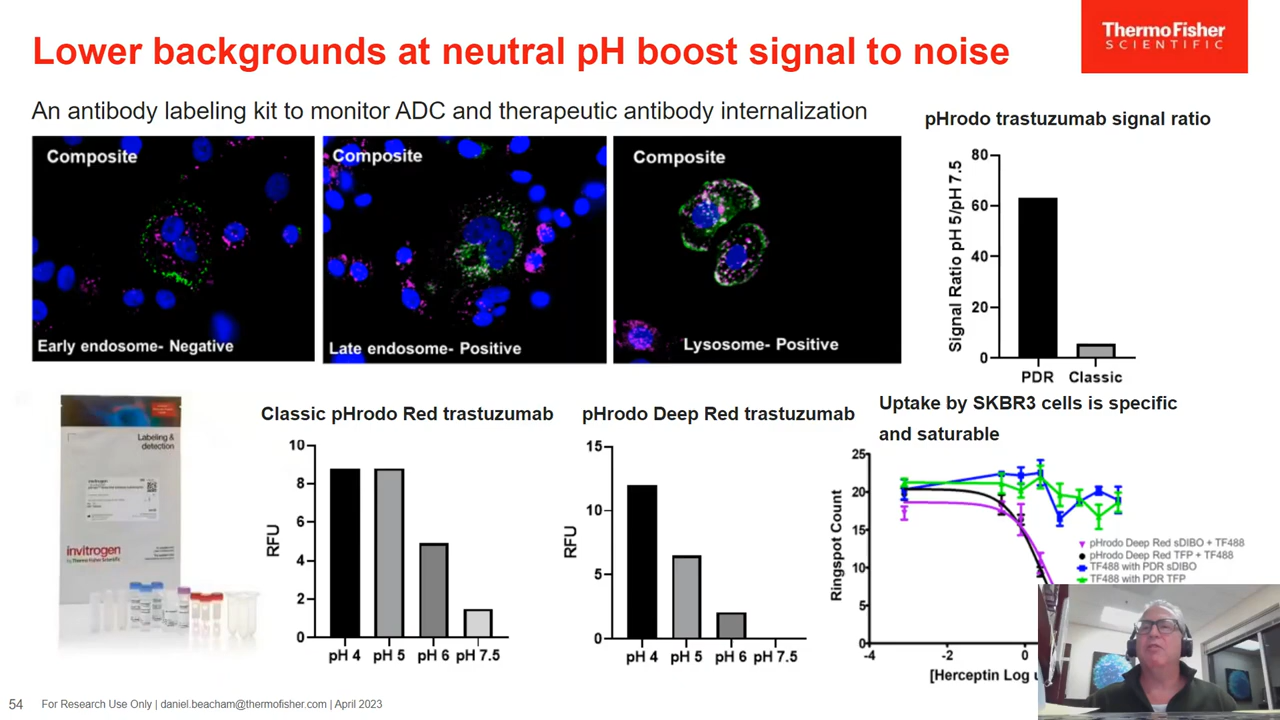 Lower backgrounds at neutral pH boost signal to noise
ThermoFisher
SCIENTIFIC
An antibody labeling kit to monitor ADC and therapeutic antibody internalization
Composite
Early endosome- Negative
Composite
Late endosome- Positive
Composite
Lysosome- Positive
pHrodo trastuzumab signal ratio
Signal Ratio pH 5/pH 7.5
80
60
40
20
0
PDR Classic
Labeling &
detection
invitrogen
by Thermo Fisher Scientific
Classic pHrodo Red trastuzumab
RFU
10
8
6
4
2
0
pH 4 pH 5 pH 6 pH 7.5
pHrodo Deep Red trastuzumab
RFU
15
10
5
0
pH 4 pH 5 pH 6 pH 7.5
Uptake by SKBR3 cells is specific
and saturable
Ringspot Count
25
20
15
10
5
0
-4 -2 0
[Herceptin Log
pHrodo Deep Red sDIBO + TF488
pHrodo Deep Red TFP + TF488
TF488 with PDR sDIBO
TF488 with PDR TFP
54 For Research Use Only | daniel.beacham@thermofisher.com | April 2023